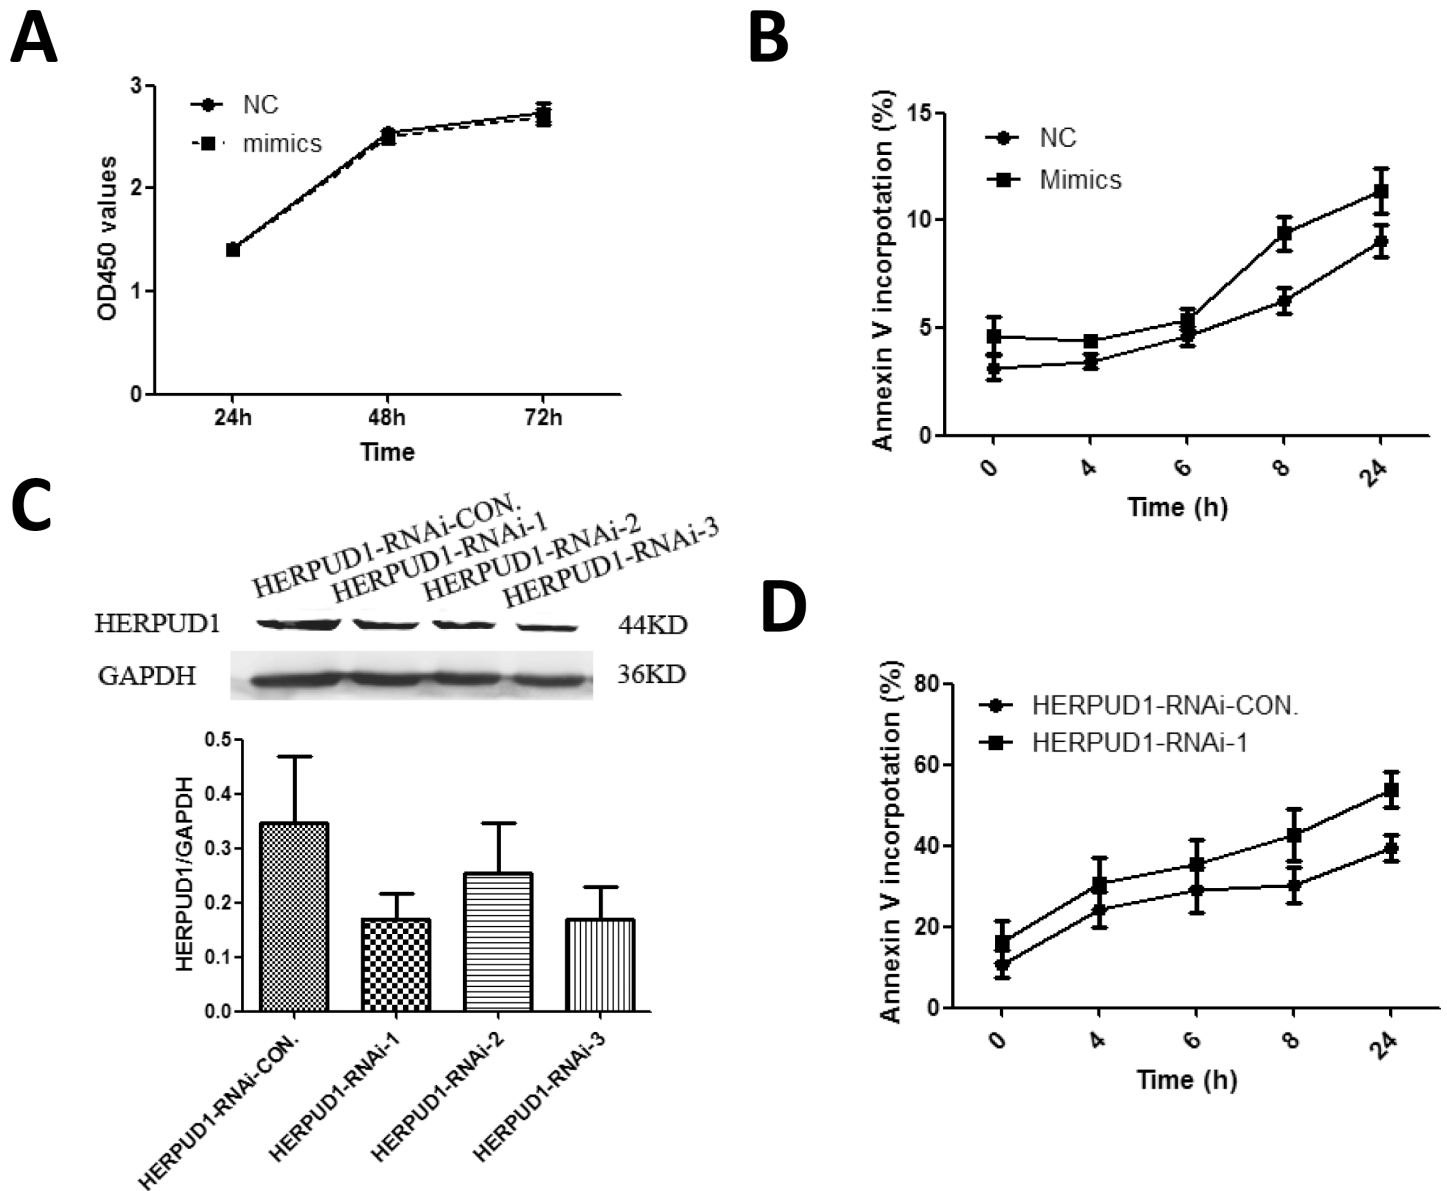 A
3
2
1
0
OD450 values
NC
mimics
24h
48h
72h
Time
B
15
10
5
0
Annexin V incorpotation (%)
NC
Mimics
0
4
6
8
24
Time (h)
C
HERPUD1-RNAi-CON.
HERPUD1-RNAi-1
HERPUD1-RNAi-2
HERPUD1-RNAi-3
HERPUD1
44KD
GAPDH
36KD
0.5
0.4
0.3
0.2
0.1
0.0
HERPUD1/GAPDH
HERPUD1-RNAi-CON.
HERPUD1-RNAi-1
HERPUD1-RNAi-2
HERPUD1-RNAi-3
D
80
60
40
20
0
Annexin V incorpotation (%)
HERPUD1-RNAi-CON.
HERPUD1-RNAi-1
0
4
6
8
24
Time (h)